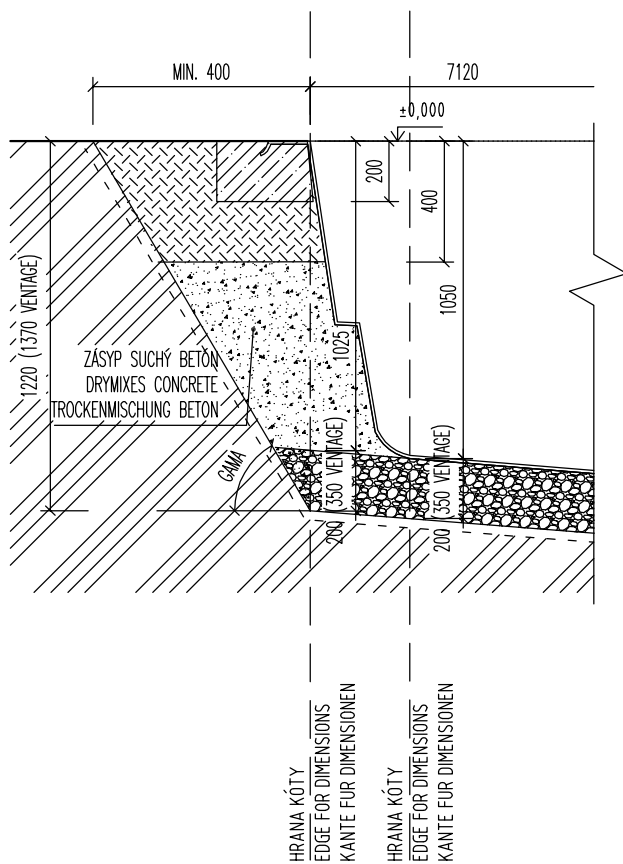 MIN. 400
7120
±0,000
200
400
1220 (1370 VENTAGE)
1050
1025
ZÁSYP SUCHÝ BETON
DRYMIXES CONCRETE
TROCKENMISCHUNG BETON
GAMA
200 (350 VENTAGE)
200 (350 VENTAGE)
HRANA KÓTY
EDGE FOR DIMENSIONS
KANTE FUR DIMENSIONEN
HRANA KÓTY
EDGE FOR DIMENSIONS
KANTE FUR DIMENSIONEN